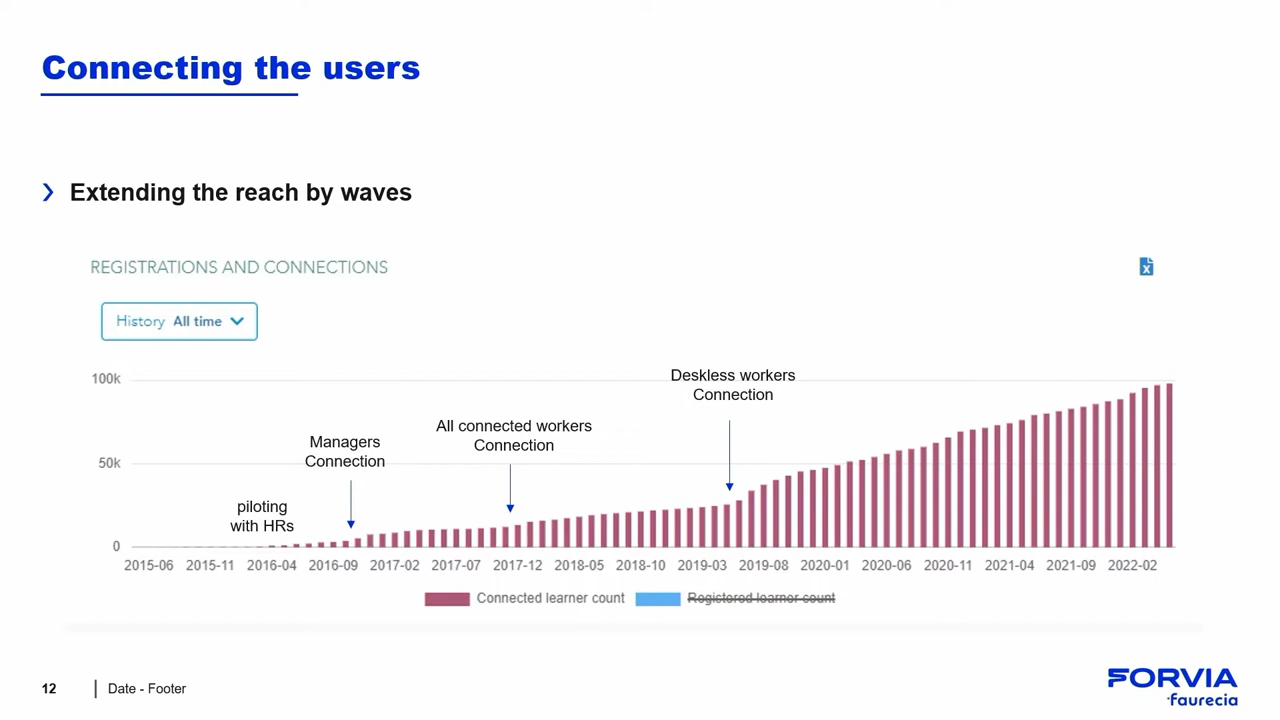 Connecting the users
Extending the reach by waves
REGISTRATIONS AND CONNECTIONS
History All time
100k
50k
0
piloting
with HRs
Managers
Connection
All connected workers
Connection
Deskless workers
Connection
2015-06 2015-11 2016-04 2016-09 2017-02 2017-07 2017-12 2018-05 2018-10 2019-03 2019-08 2020-01 2020-06 2020-11 2021-04 2021-09 2022-02
Connected learner count Registered learner count
12 Date - Footer
FORVIA
faurecia